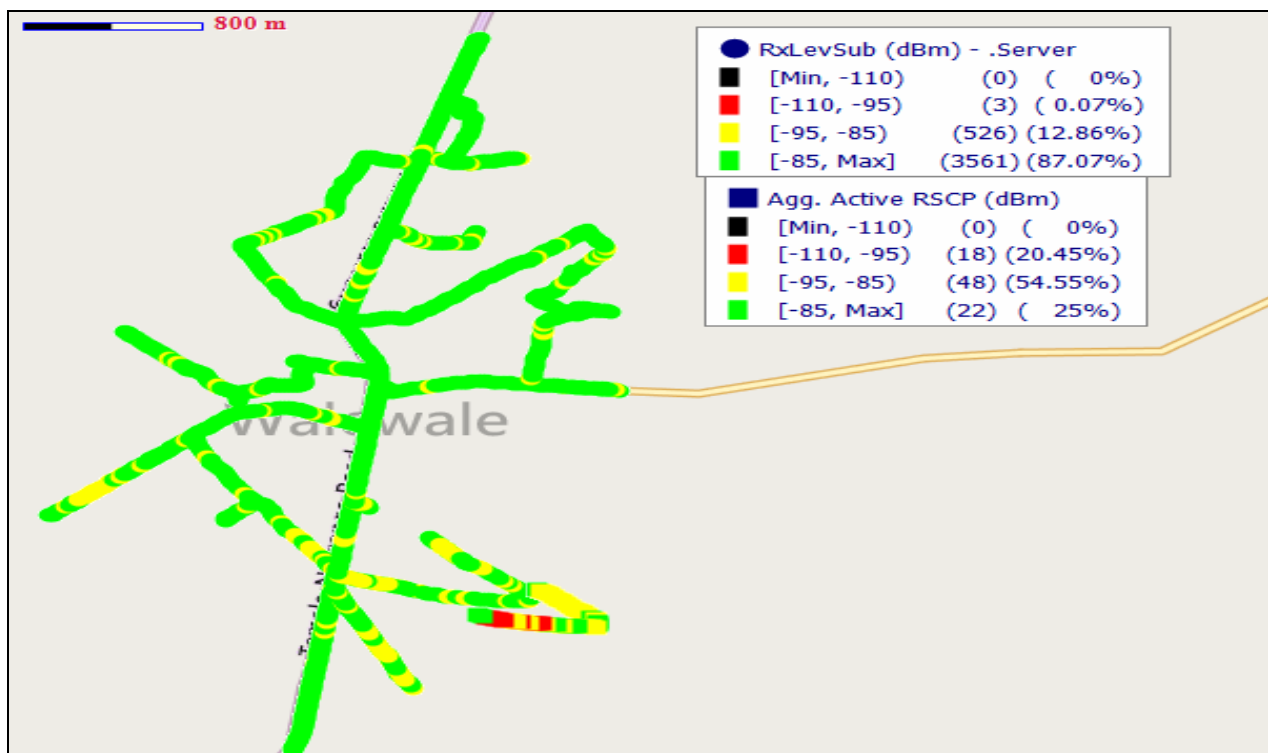 800 m
RxLevSub (dBm) - .Server
[Min, -110) (0) ( 0%)
[-110, -95) (3) ( 0.07%)
[-95, -85) (526) (12.86%)
[-85, Max] (3561) (87.07%)
Agg. Active RSCP (dBm)
[Min, -110) (0) ( 0%)
[-110, -95) (18) (20.45%)
[-95, -85) (48) (54.55%)
[-85, Max] (22) ( 25%)
Walewale